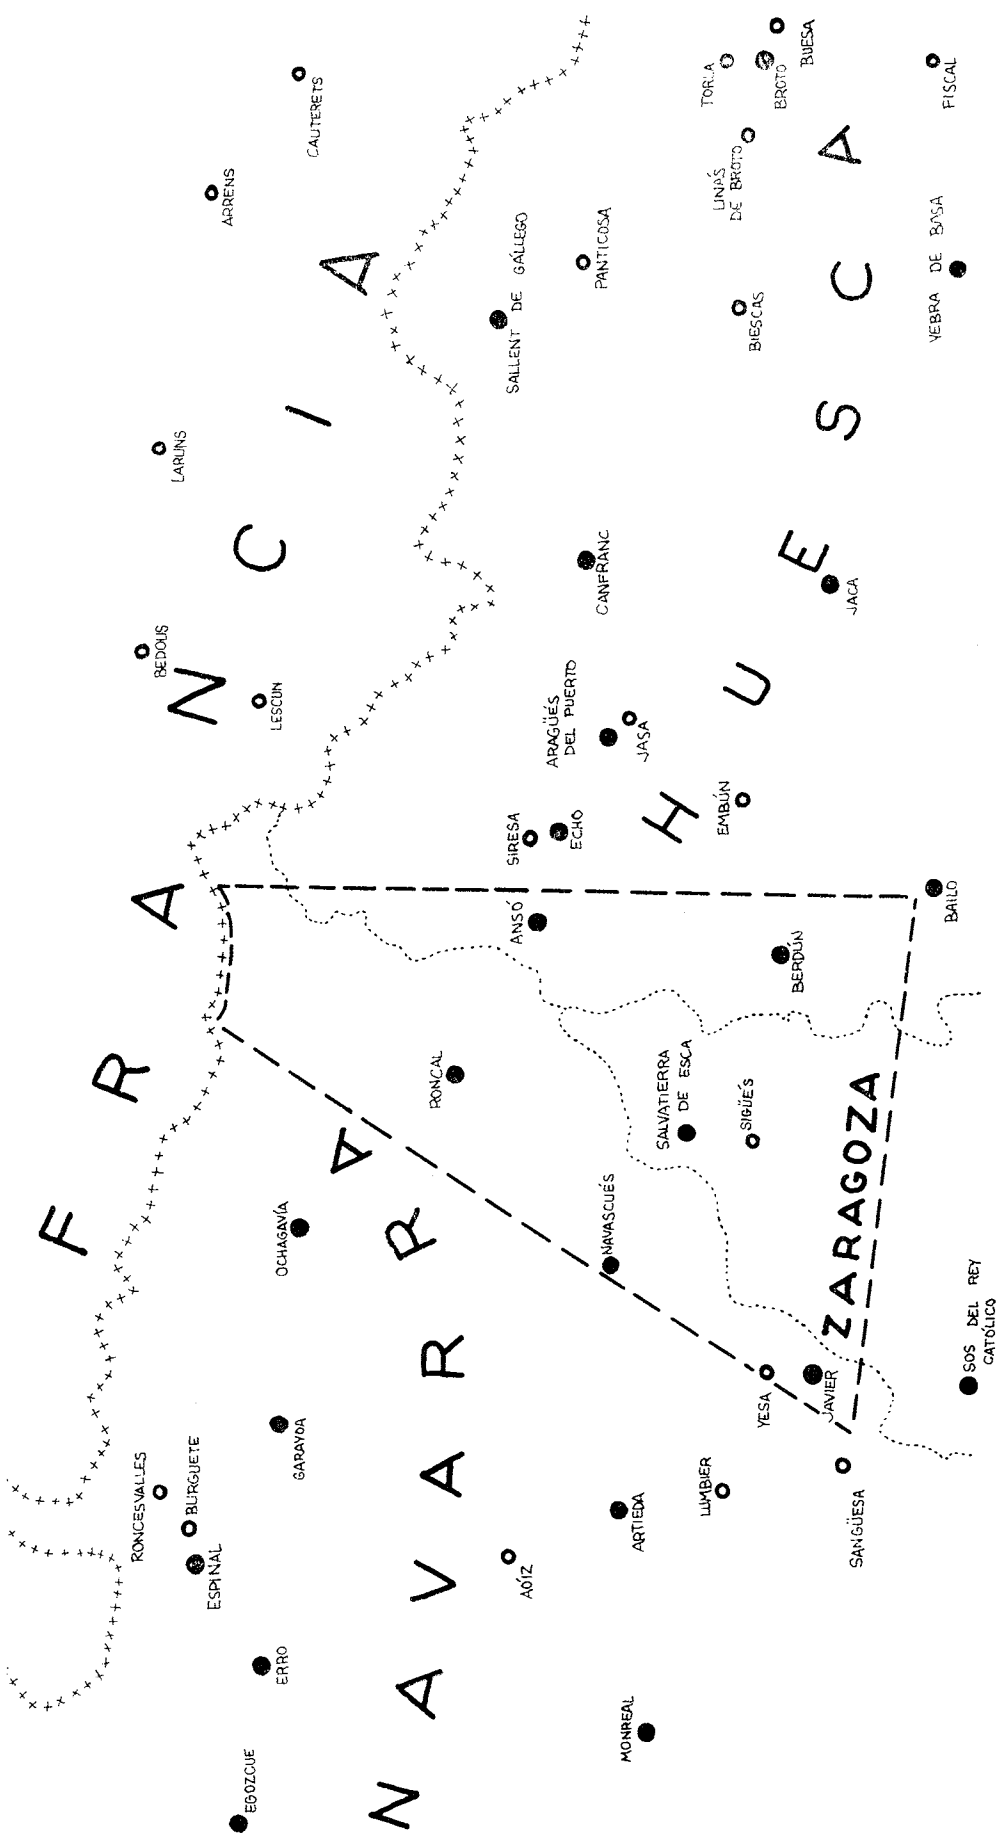 FRANCIA
NAVARRA
HUESCA
ZARAGOZA
CAUTERETS
ARRENS
LARUNS
BEDOUS
LESCUN
RONCESVALLES
BURGUETE
ESPINAL
ERRO
EGOZCUE
GARAYOA
OCHAGAVÍA
RONCAL
ANSÓ
SIRESA
ECHO
ARAGÜÉS
DEL PUERTO
JASA
CANFRANC
SALLENT DE GÁLLEGO
PANTICOSA
TORLA
BROTO
BUESA
LINÁS
DE BROTO
FISCAL
BIESCAS
YEBRA DE BASA
JACA
EMBÚN
BAILO
BERDÚN
SALVATIERRA
DE ESCA
SIGÜÉS
NAVASCUÉS
YESA
JAVIER
SANGÜESA
LUMBIER
ARTIEDA
AÓIZ
MONREAL
SOS DEL REY
CATÓLICO